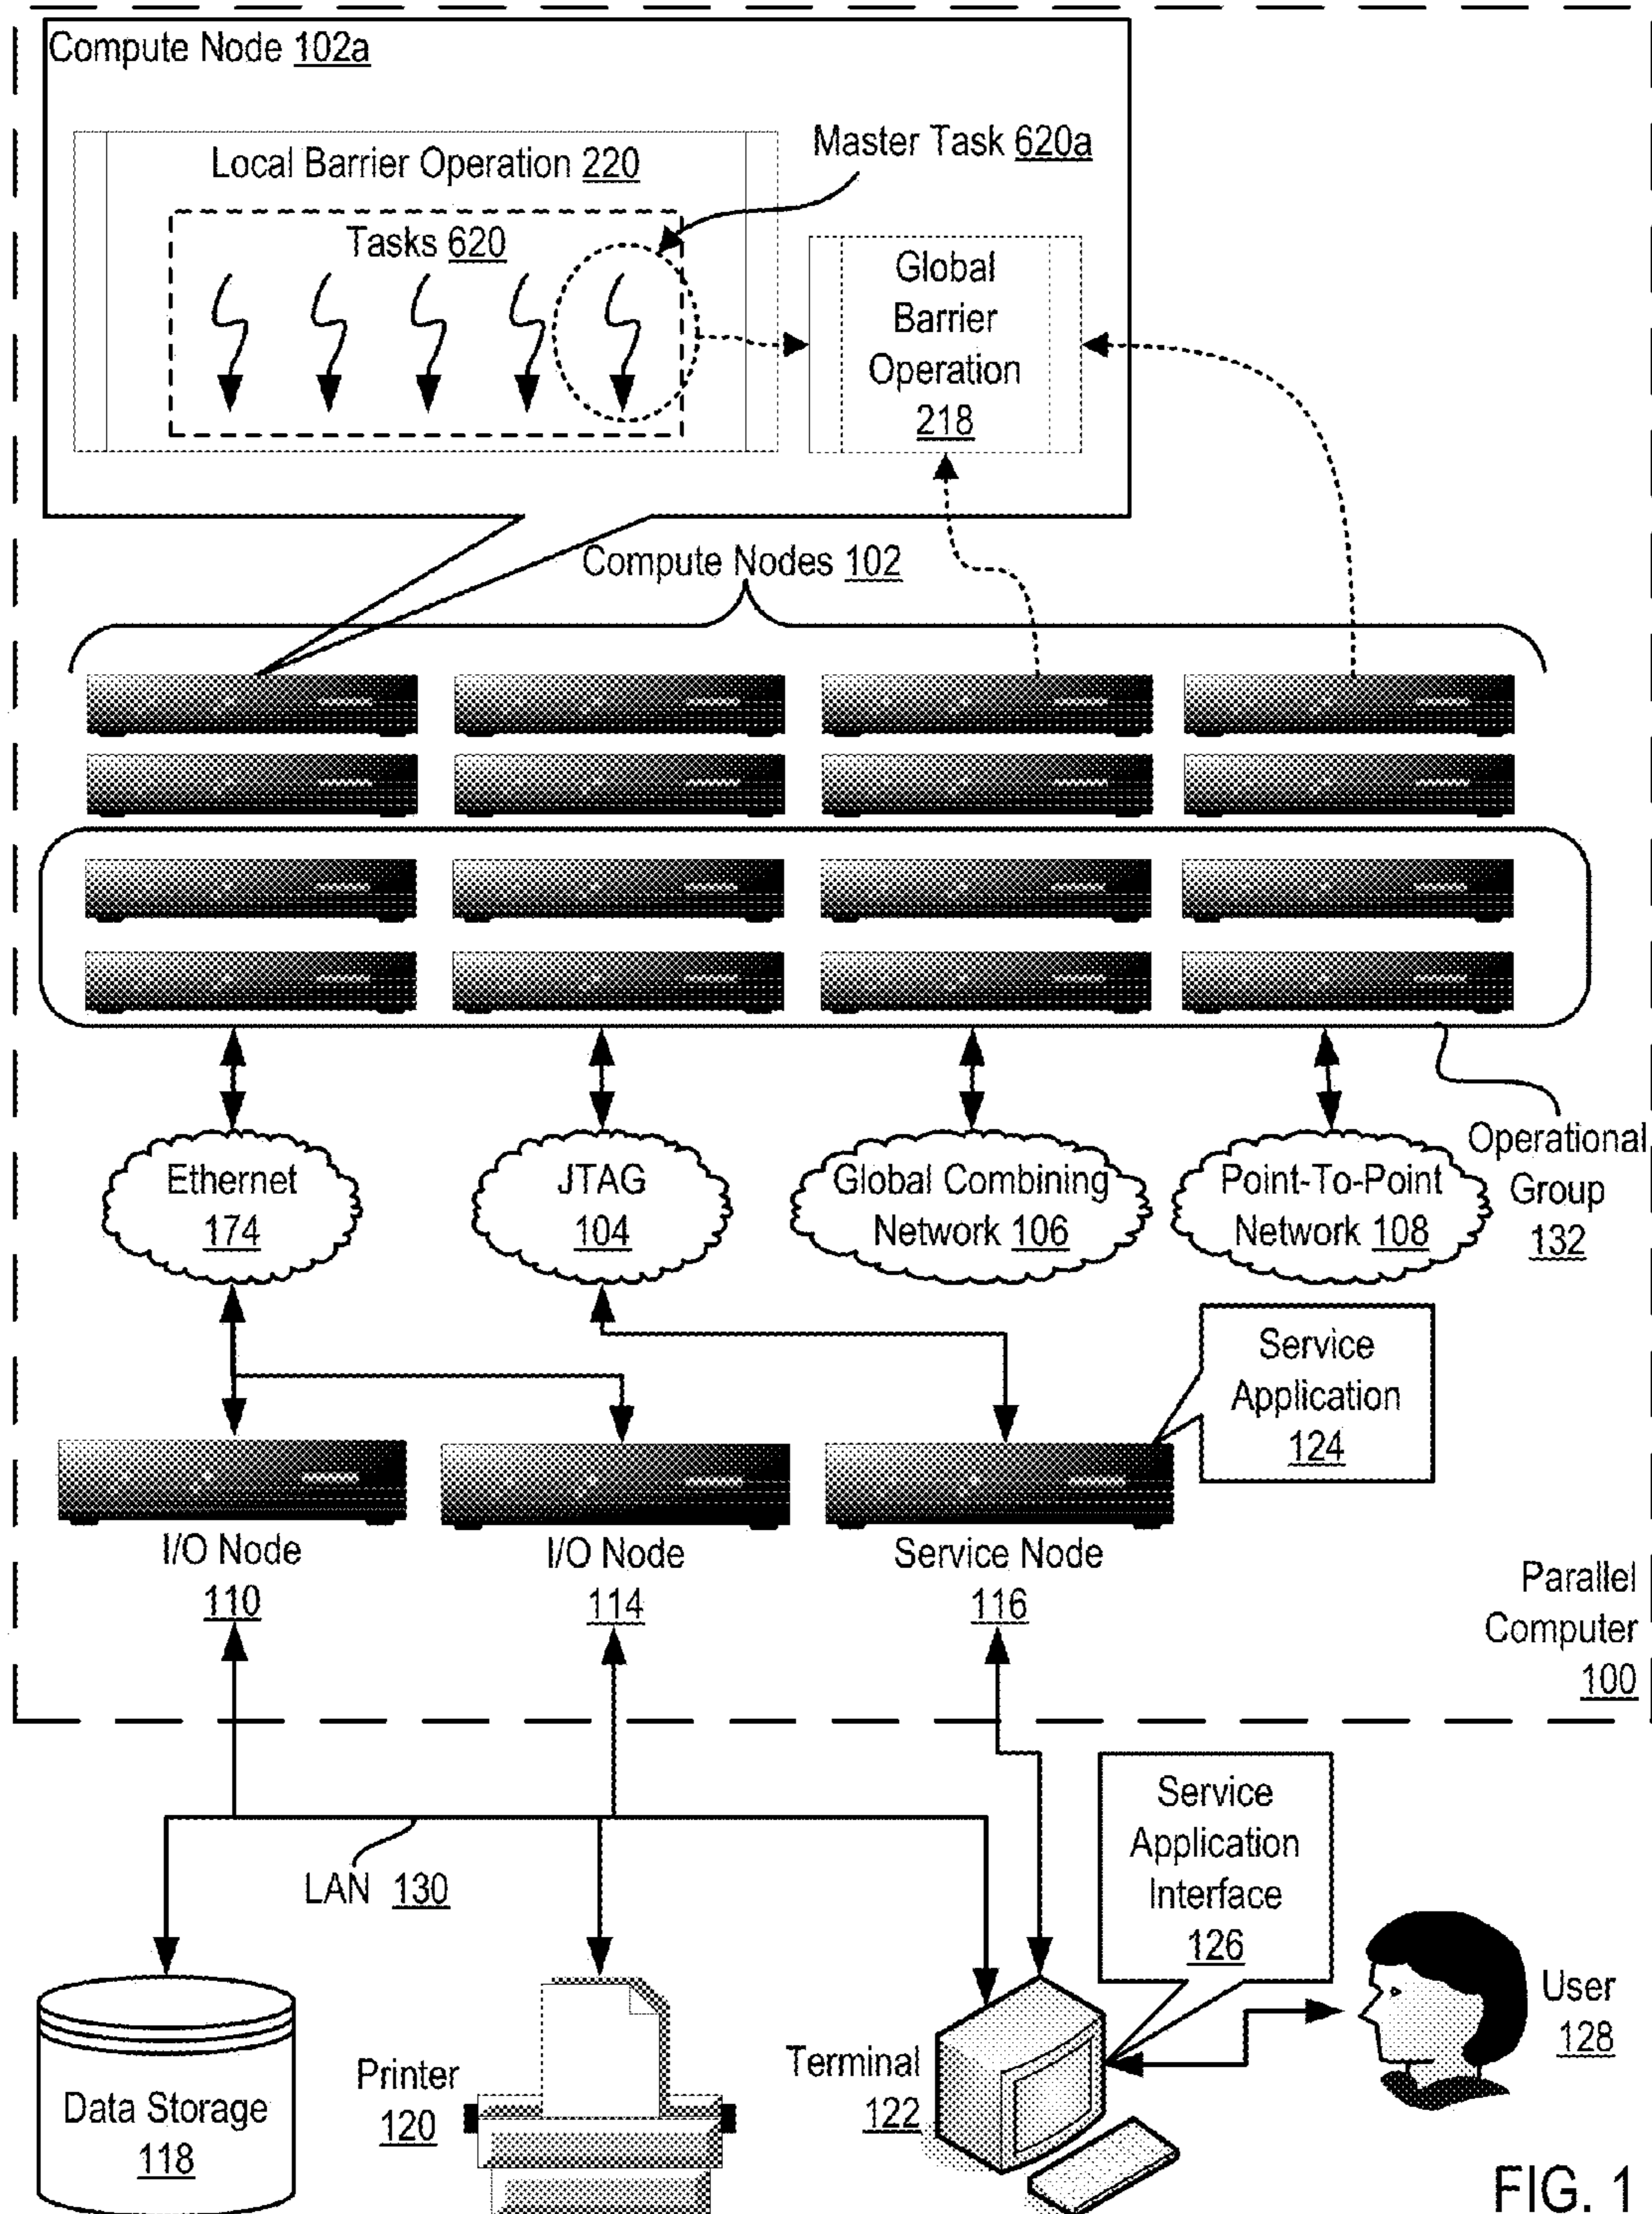 Compute Node 102a
Local Barrier Operation 220
Master Task 620a
Tasks 620
Global
Barrier
Operation
218
Compute Nodes 102
Ethernet
174
JTAG
104
Global Combining
Network 106
Point-To-Point
Network 108
Operational
Group
132
Service
Application
124
I/O Node
110
I/O Node
114
Service Node
116
Parallel
Computer
100
LAN 130
Service
Application
Interface
126
Data Storage
118
Printer
120
Terminal
122
User
128
FIG. 1